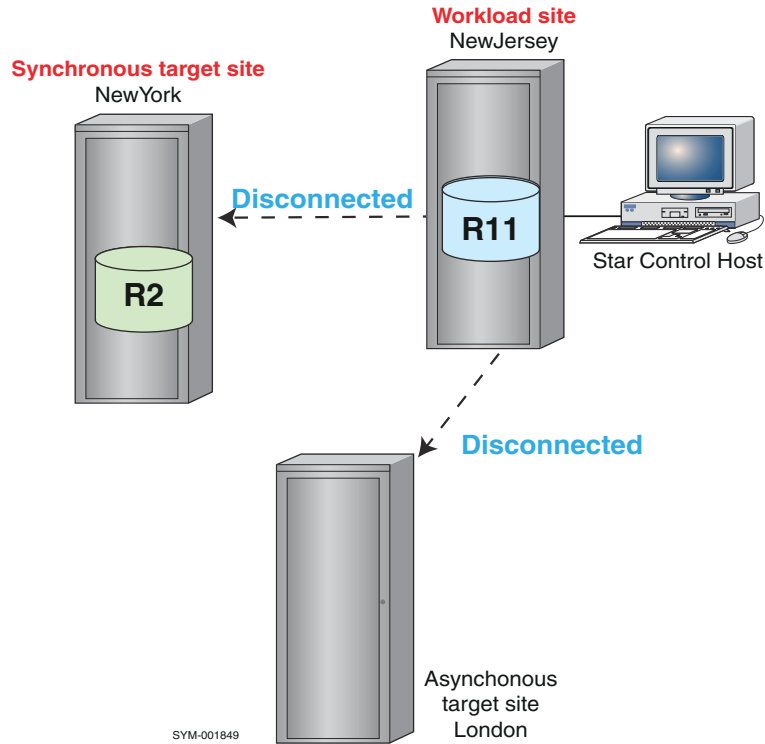 Workload site
NewJersey
Synchronous target site
NewYork
Disconnected
R11
R2
Star Control Host
Disconnected
Asynchonous
target site
London
SYM-001849